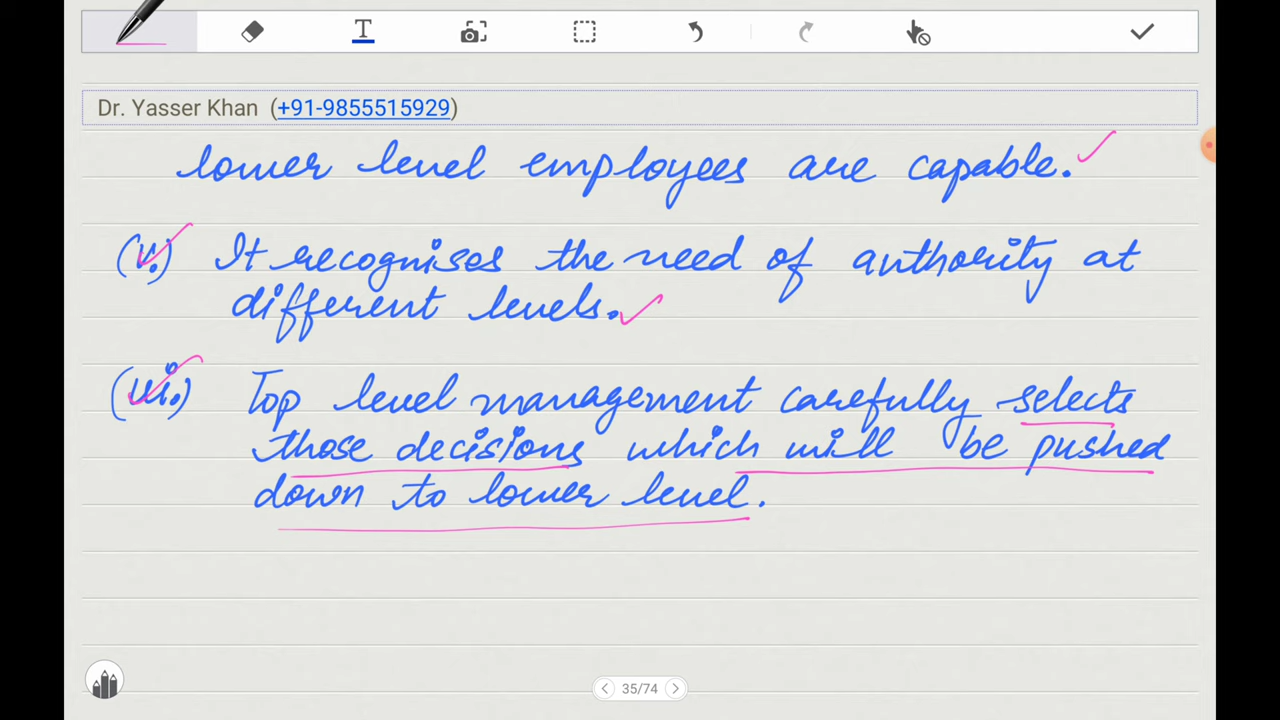 T
Dr. Yasser Khan (+91-9855515929)
lower level employees are capable.
(v.) It recognises the need of authority at
different levels.
(vi.) Top level management carefully selects
those decisions which will be pushed
down to lower level.
35/74